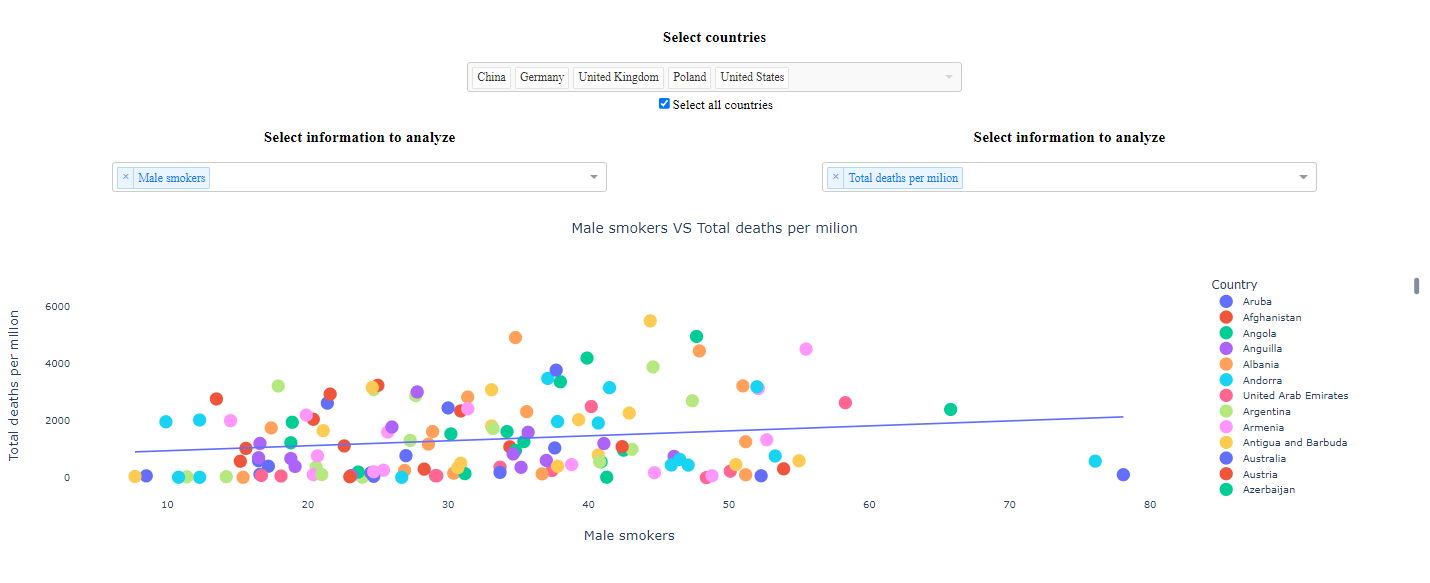 Select countries
China Germany United Kingdom Poland United States
Select all countries
Select information to analyze
Select information to analyze
× Male smokers
× Total deaths per milion
Male smokers VS Total deaths per milion
Total deaths per milion
6000
4000
2000
0
10 20 30 40 50 60 70 80
Male smokers
Country
Aruba
Afghanistan
Angola
Anguilla
Albania
Andorra
United Arab Emirates
Argentina
Armenia
Antigua and Barbuda
Australia
Austria
Azerbaijan